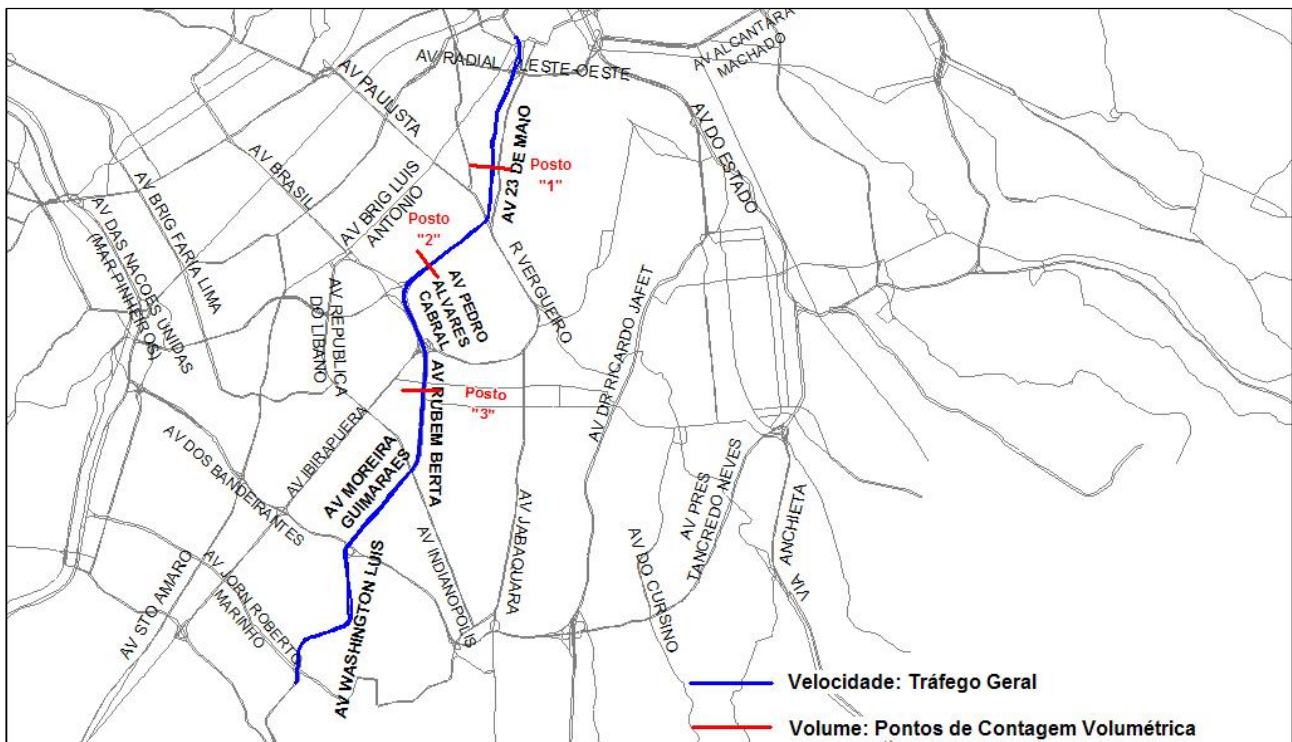 AV ALCANTARA
MACHADO
AV RADIAL
LESTE-OESTE
AV PAULISTA
AV DO ESTADO
AV 23 DE MAIO
Posto
"1"
AV BRASIL
AV BRIG FARIA LIMA
AV BRIG LUIS
ANTONIO
AV DAS NACOES UNIDAS
(MAR-PINHEIROS)
Posto
"2"
R VERGUEIRO
AV PEDRO
ALVARES
CABRAL
AV REPUBLICA
DO LIBANO
AV DR RICARDO JAFET
AV RUBEM BERTA
Posto
"3"
AV IBIRAPUERA
AV DOS BANDEIRANTES
AV MOREIRA
GUIMARAES
AV PRES
TANCREDO NEVES
AV JABAQUARA
AV INDIANOPOLIS
AV DO CURSINO
VIA ANCHIETA
AV STO AMARO
AV JORN ROBERTO
MARINHO
AV WASHINGTON LUIS
Velocidade: Tráfego Geral
Volume: Pontos de Contagem Volumétrica